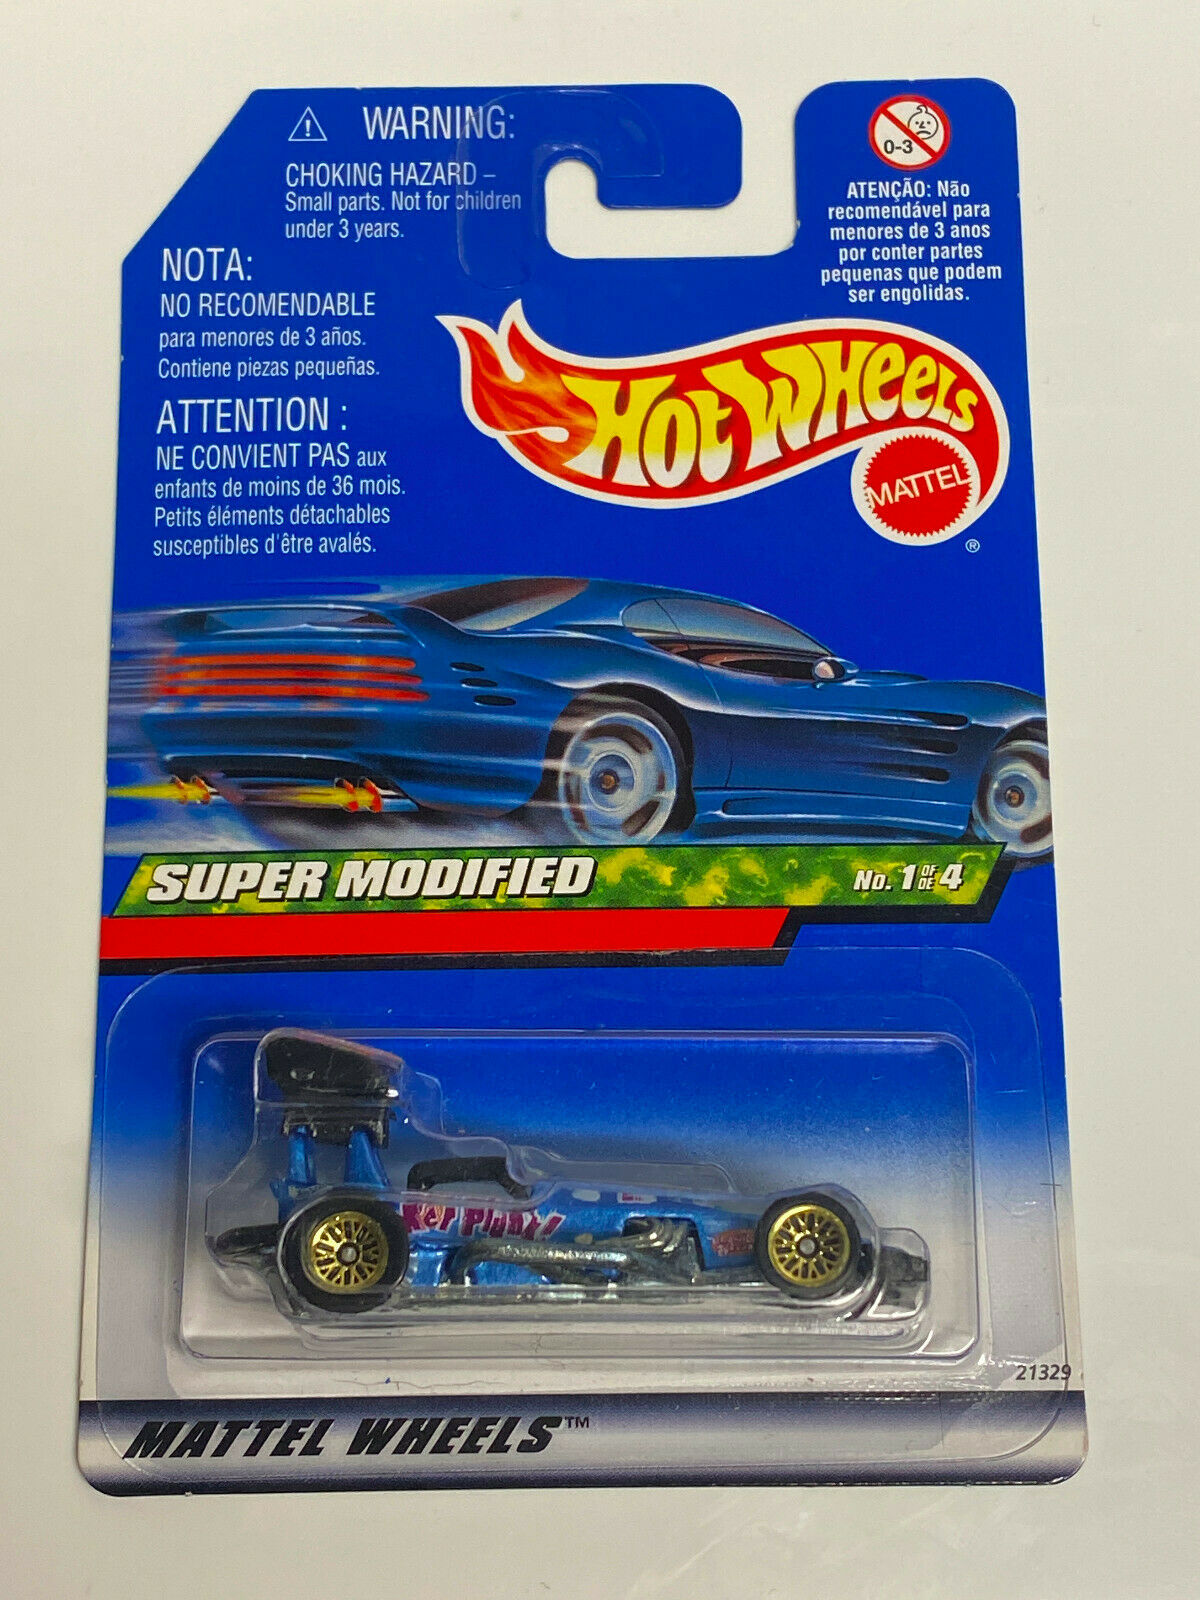 WARNING:
CHOKING HAZARD –
Small parts. Not for children
under 3 years.
NOTA:
NO RECOMENDABLE
para menores de 3 años.
Contiene piezas pequeñas.
ATTENTION :
NE CONVIENT PAS aux
enfants de moins de 36 mois.
Petits éléments détachables
susceptibles d'être avalés.
0-3
ATENÇÃO: Não
recomendável para
menores de 3 anos
por conter partes
pequenas que podem
ser engolidas.
HOT WHEELS
MATTEL
®
SUPER MODIFIED
No. 1 OF DE 4
21329
MATTEL WHEELS™